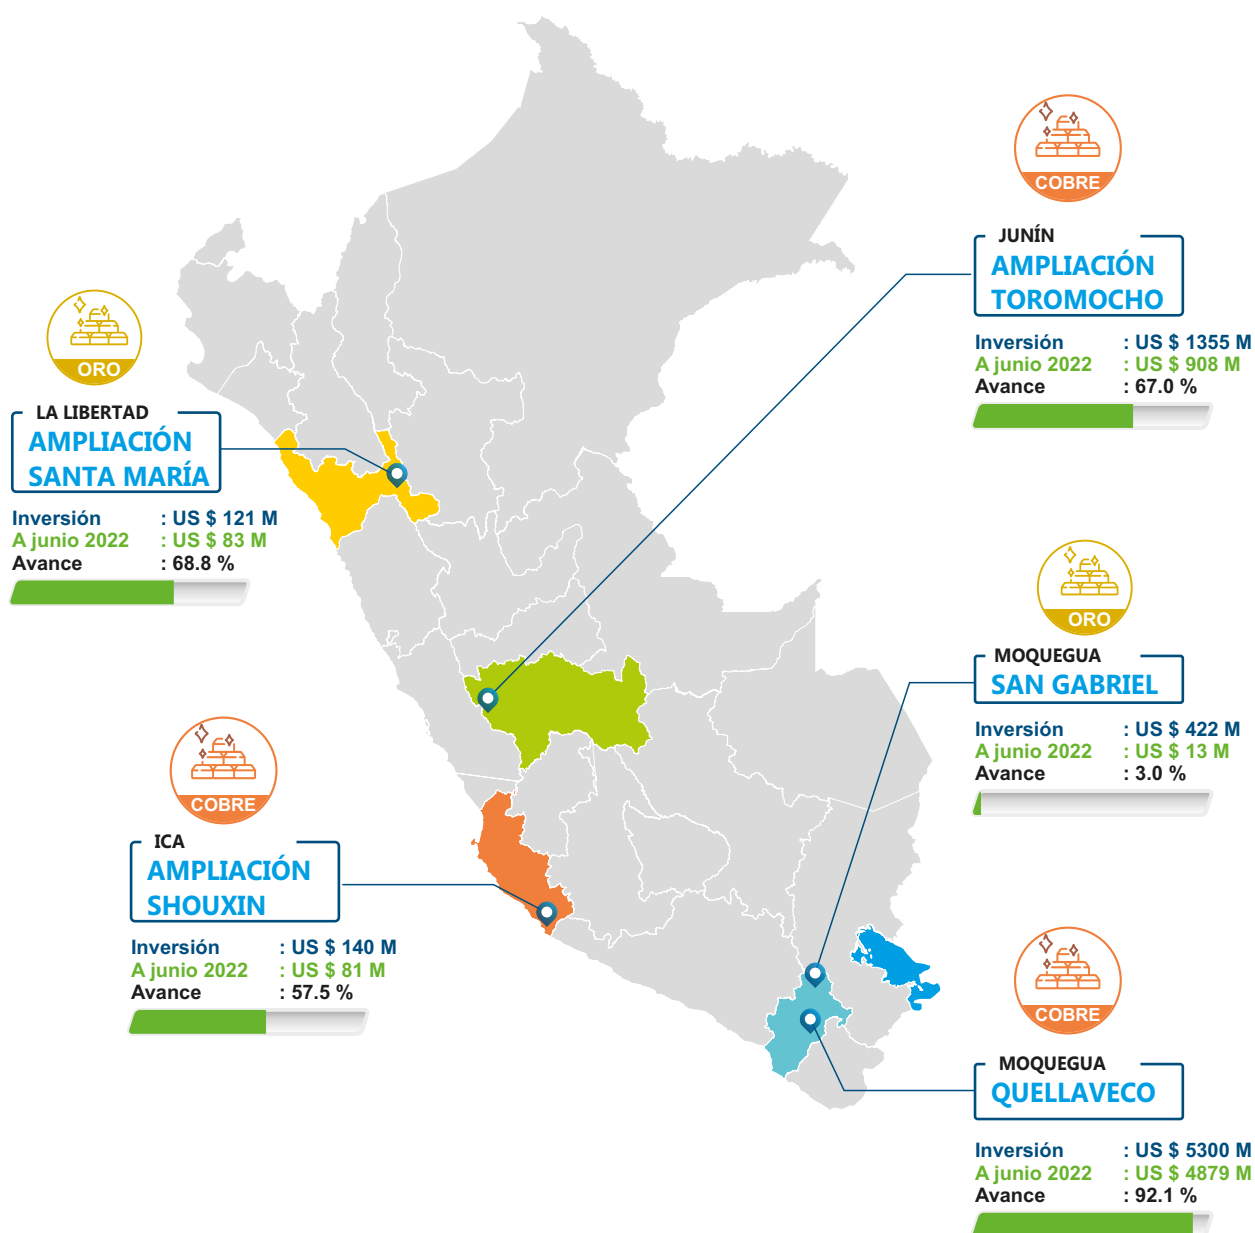 ORO
LA LIBERTAD
AMPLIACIÓN
SANTA MARÍA
Inversión : US $ 121 M
A junio 2022 : US $ 83 M
Avance : 68.8 %
COBRE
ICA
AMPLIACIÓN
SHOUXIN
Inversión : US $ 140 M
A junio 2022 : US $ 81 M
Avance : 57.5 %
COBRE
JUNÍN
AMPLIACIÓN
TOROMOCHO
Inversión : US $ 1355 M
A junio 2022 : US $ 908 M
Avance : 67.0 %
ORO
MOQUEGUA
SAN GABRIEL
Inversión : US $ 422 M
A junio 2022 : US $ 13 M
Avance : 3.0 %
COBRE
MOQUEGUA
QUELLAVECO
Inversión : US $ 5300 M
A junio 2022 : US $ 4879 M
Avance : 92.1 %